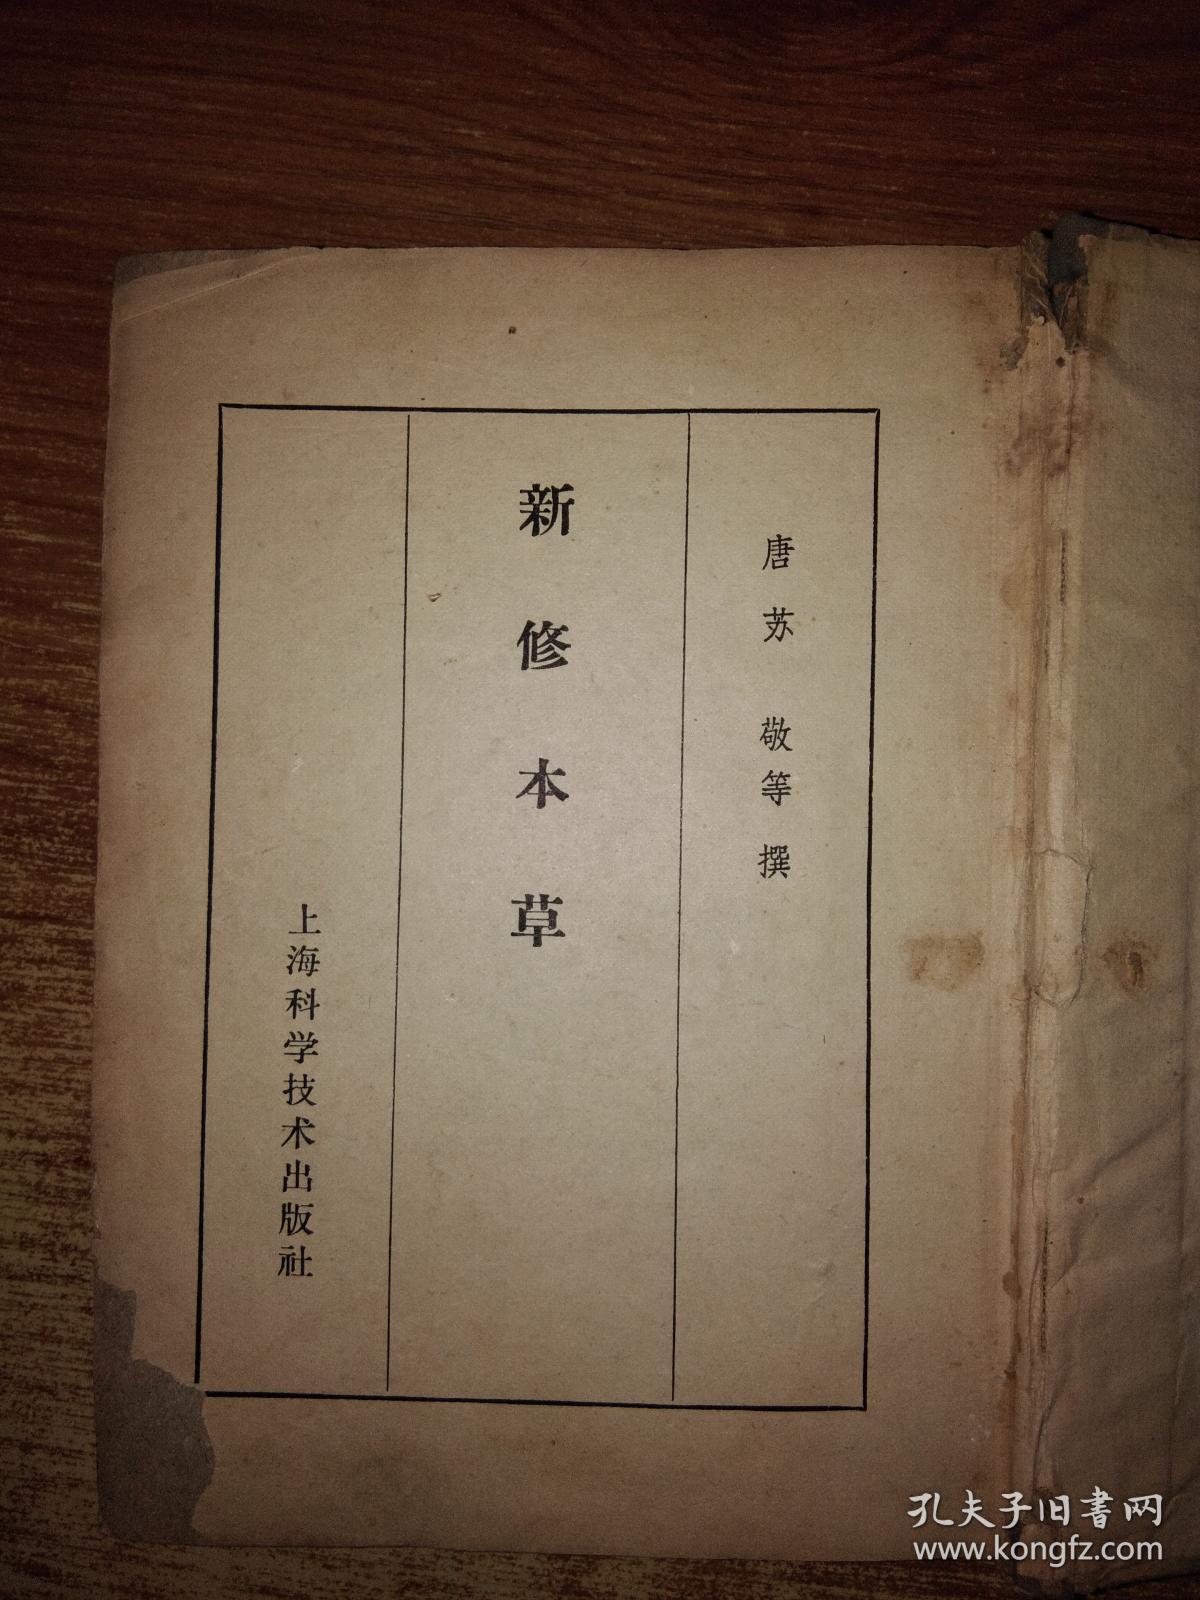 唐苏 敬等撰
新修本草
上海科学技术出版社
孔夫子旧书网
www.kongfz.com